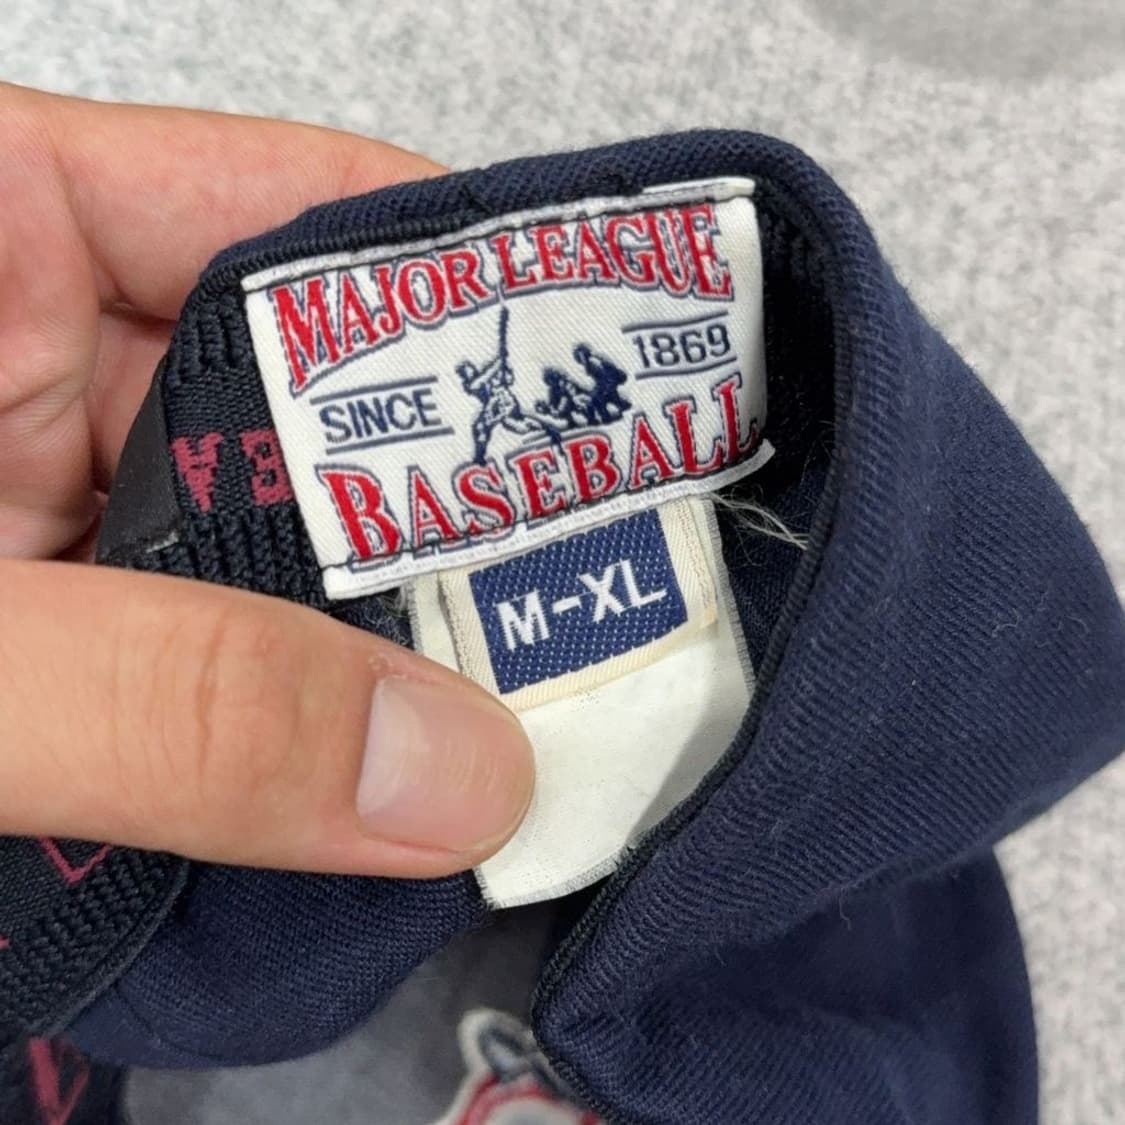 MAJOR LEAGUE
SINCE 1869
BASEBALL
M-XL